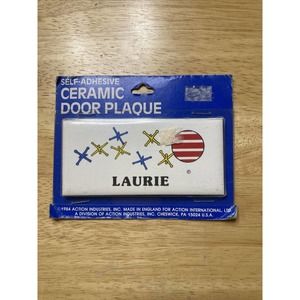 SELF-ADHESIVE
CERAMIC
DOOR PLAQUE
LAURIE
®
©1984 ACTION INDUSTRIES, INC. MADE IN ENGLAND FOR ACTION INTERNATIONAL, LTD.
A DIVISION OF ACTION INDUSTRIES, INC. CHESWICK, PA 15024 U.S.A.